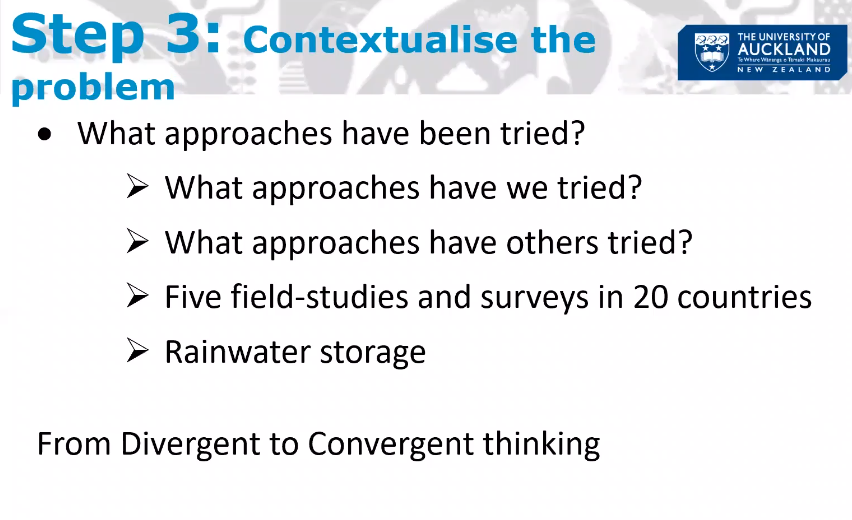 Step 3: Contextualise the
problem
THE UNIVERSITY OF
AUCKLAND
Te Whare Wānanga o Tāmaki Makaurau
NEW ZEALAND
• What approaches have been tried?
➢ What approaches have we tried?
➢ What approaches have others tried?
➢ Five field-studies and surveys in 20 countries
➢ Rainwater storage
From Divergent to Convergent thinking